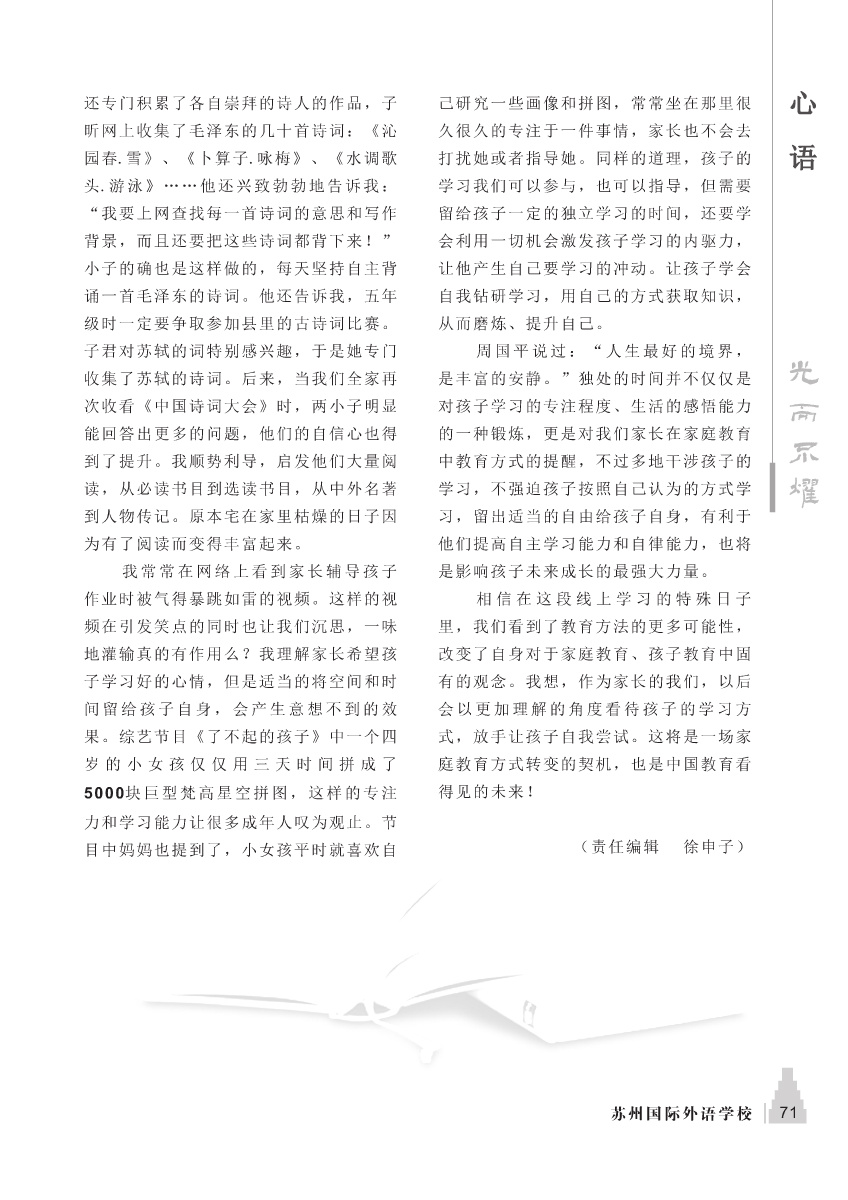 还专门积累了各自崇拜的诗人的作品，子
昕网上收集了毛泽东的几十首诗词：《沁
园春.雪》、《卜算子.咏梅》、《水调歌
头.游泳》……他还兴致勃勃地告诉我：
“我要上网查找每一首诗词的意思和写作
背景，而且还要把这些诗词都背下来！”
小子的确也是这样做的，每天坚持自主背
诵一首毛泽东的诗词。他还告诉我，五年
级时一定要争取参加县里的古诗词比赛。
子君对苏轼的词特别感兴趣，于是她专门
收集了苏轼的诗词。后来，当我们全家再
次收看《中国诗词大会》时，两小子明显
能回答出更多的问题，他们的自信心也得
到了提升。我顺势利导，启发他们大量阅
读，从必读书目到选读书目，从中外名著
到人物传记。原本宅在家里枯燥的日子因
为有了阅读而变得丰富起来。
我常常在网络上看到家长辅导孩子
作业时被气得暴跳如雷的视频。这样的视
频在引发笑点的同时也让我们沉思，一味
地灌输真的有作用么？我理解家长希望孩
子学习好的心情，但是适当的将空间和时
间留给孩子自身，会产生意想不到的效
果。综艺节目《了不起的孩子》中一个四
岁的小女孩仅仅用三天时间拼成了
5000块巨型梵高星空拼图，这样的专注
力和学习能力让很多成年人叹为观止。节
目中妈妈也提到了，小女孩平时就喜欢自
己研究一些画像和拼图，常常坐在那里很
久很久的专注于一件事情，家长也不会去
打扰她或者指导她。同样的道理，孩子的
学习我们可以参与，也可以指导，但需要
留给孩子一定的独立学习的时间，还要学
会利用一切机会激发孩子学习的内驱力，
让他产生自己要学习的冲动。让孩子学会
自我钻研学习，用自己的方式获取知识，
从而磨炼、提升自己。
周国平说过：“人生最好的境界，
是丰富的安静。”独处的时间并不仅仅是
对孩子学习的专注程度、生活的感悟能力
的一种锻炼，更是对我们家长在家庭教育
中教育方式的提醒，不过多地干涉孩子的
学习，不强迫孩子按照自己认为的方式学
习，留出适当的自由给孩子自身，有利于
他们提高自主学习能力和自律能力，也将
是影响孩子未来成长的最强大力量。
相信在这段线上学习的特殊日子
里，我们看到了教育方法的更多可能性，
改变了自身对于家庭教育、孩子教育中固
有的观念。我想，作为家长的我们，以后
会以更加理解的角度看待孩子的学习方
式，放手让孩子自我尝试。这将是一场家
庭教育方式转变的契机，也是中国教育看
得见的未来！
（责任编辑 徐申子）
心语
光而不耀
苏州国际外语学校 71